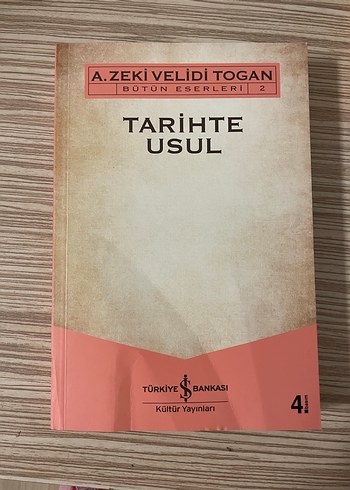 A. ZEKİ VELİDİ TOGAN
BÜTÜN ESERLERİ 2
TARİHTE
USUL
TÜRKİYE İŞ BANKASI
Kültür Yayınları
4.